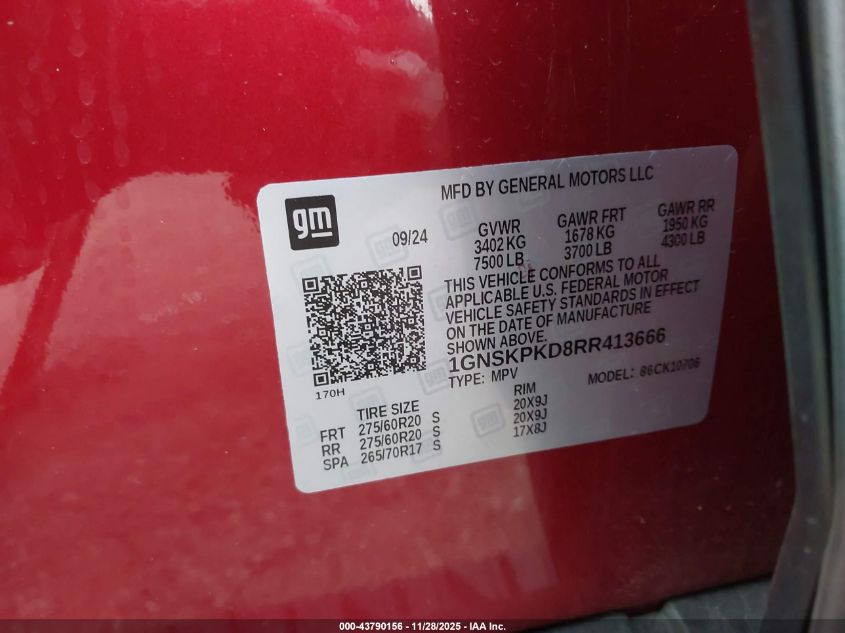 MFD BY GENERAL MOTORS LLC
gm
09/24
GVWR
3402 KG
7500 LB
GAWR FRT
1678 KG
3700 LB
GAWR RR
1950 KG
4300 LB
THIS VEHICLE CONFORMS TO ALL
APPLICABLE U.S. FEDERAL MOTOR
VEHICLE SAFETY STANDARDS IN EFFECT
ON THE DATE OF MANUFACTURE
SHOWN ABOVE.
1GNSKPKD8RR413666
TYPE: MPV
MODEL: 86CK10706
170H
TIRE SIZE
RIM
FRT 275/60R20 S 20X9J
RR 275/60R20 S 20X9J
SPA 265/70R17 S 17X8J
000-43790156 - 11/28/2025 - IAA Inc.